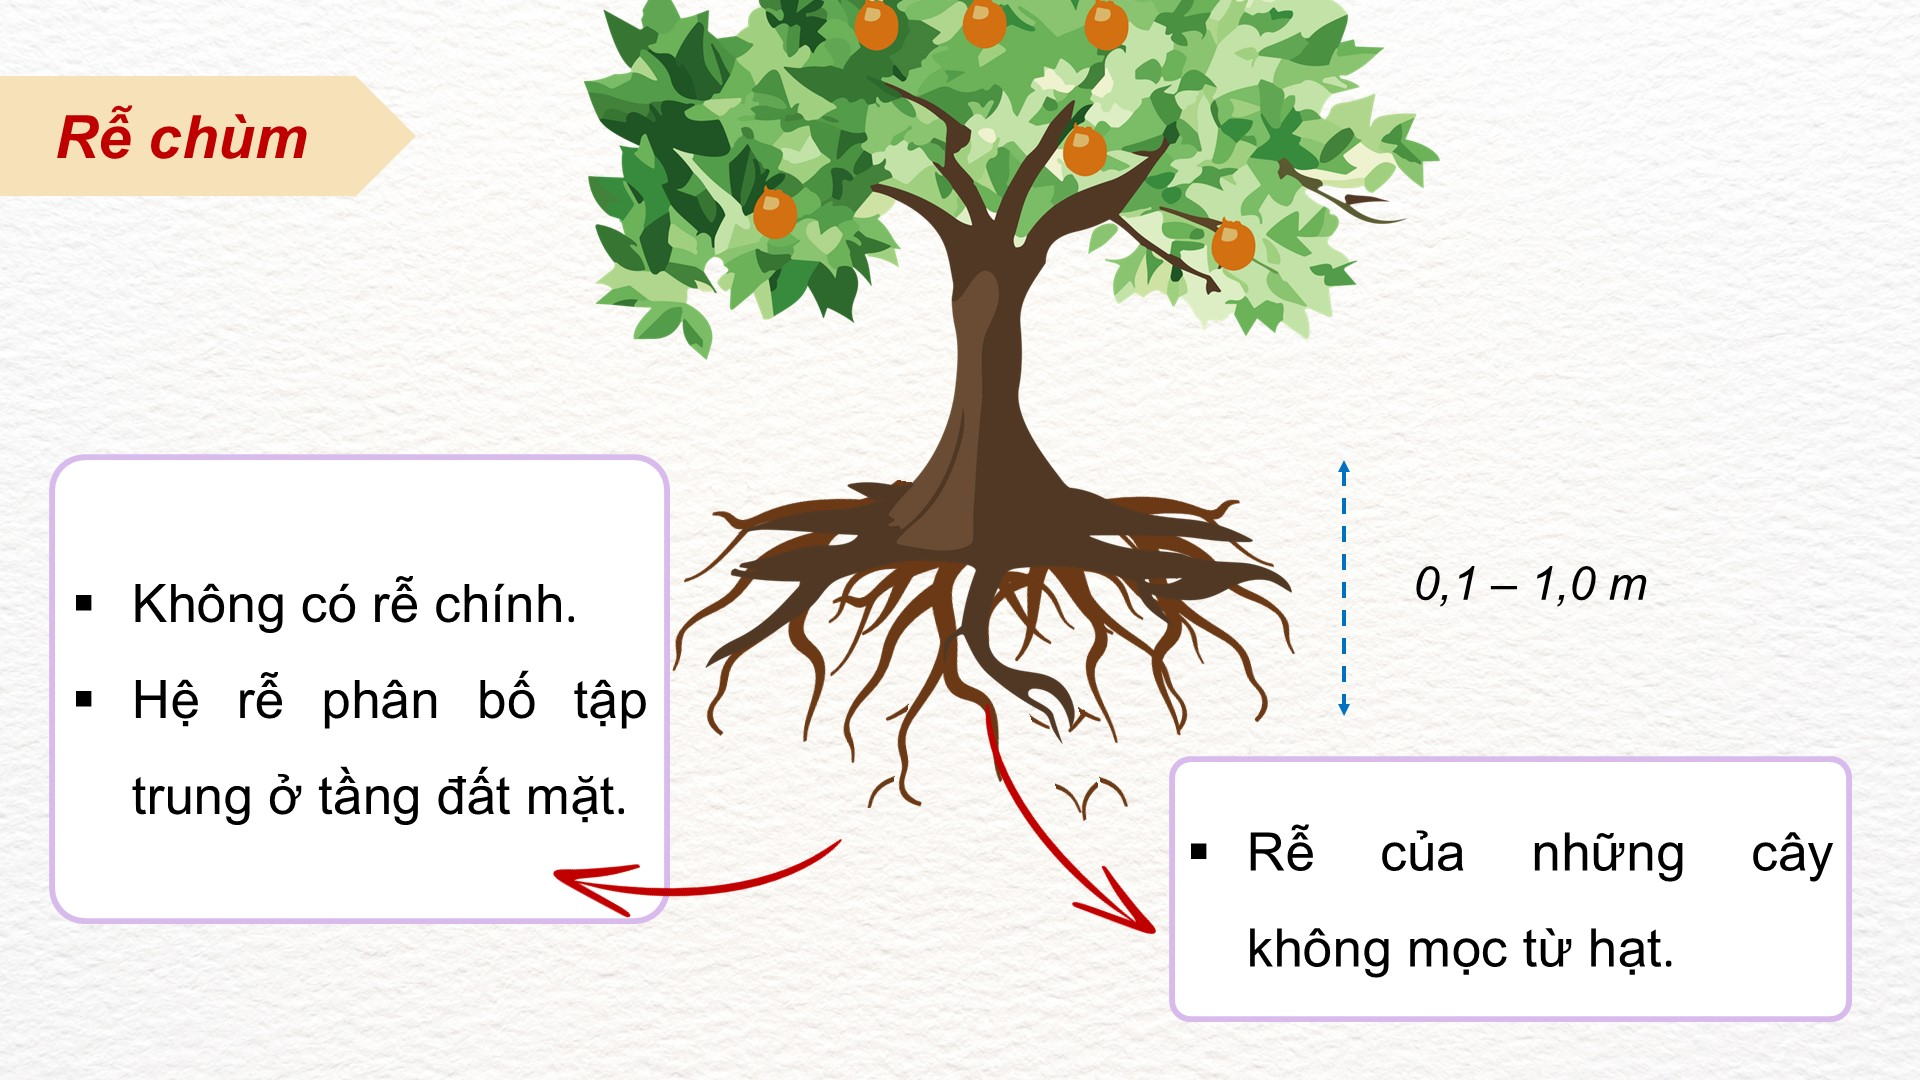 Rễ chùm
▪ Không có rễ chính.
▪ Hệ rễ phân bố tập
trung ở tầng đất mặt.
0,1 – 1,0 m
▪ Rễ của những cây
không mọc từ hạt.